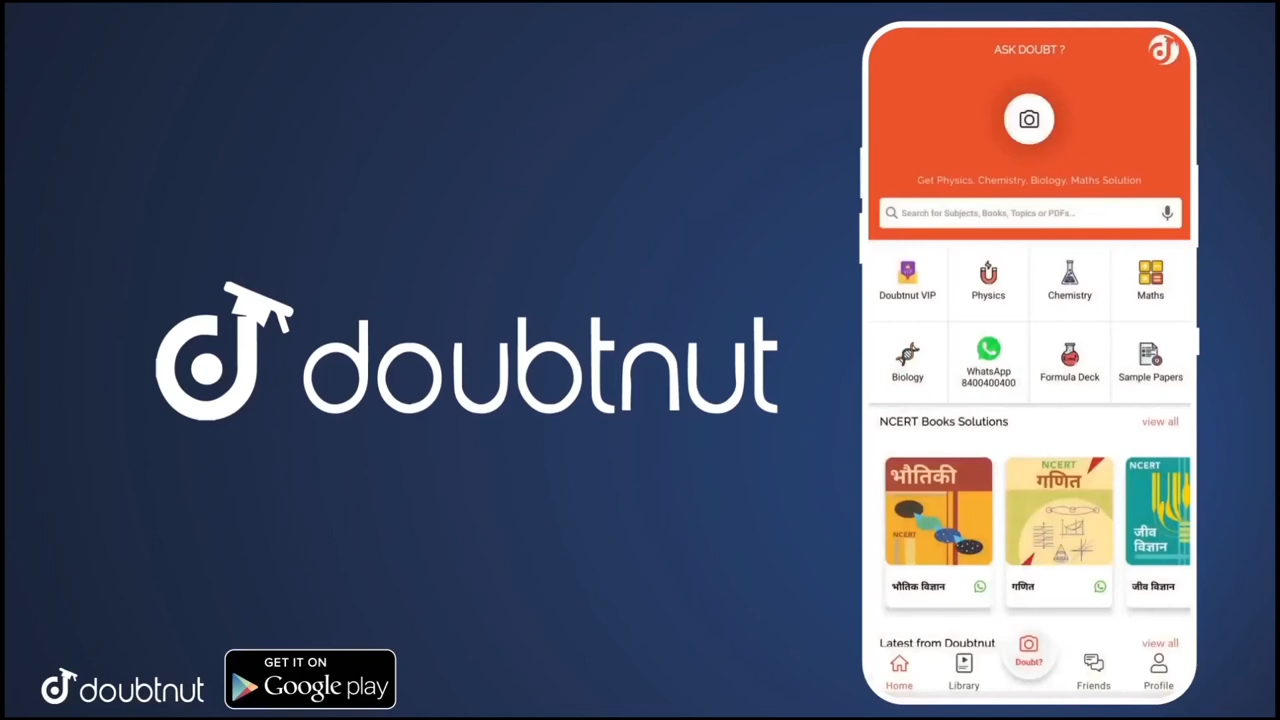 doubtnut
doubtnut
GET IT ON
Google play
ASK DOUBT ?
Get Physics, Chemistry, Biology, Maths Solution
Search for Subjects, Books, Topics or PDFs...
Doubtnut VIP
Physics
Chemistry
Maths
Biology
WhatsApp
8400400400
Formula Deck
Sample Papers
NCERT Books Solutions
view all
भौतिकी
NCERT
NCERT
गणित
NCERT
जीव
विज्ञान
भौतिक विज्ञान
गणित
जीव विज्ञान
Latest from Doubtnut
view all
Home
Library
Doubt?
Friends
Profile